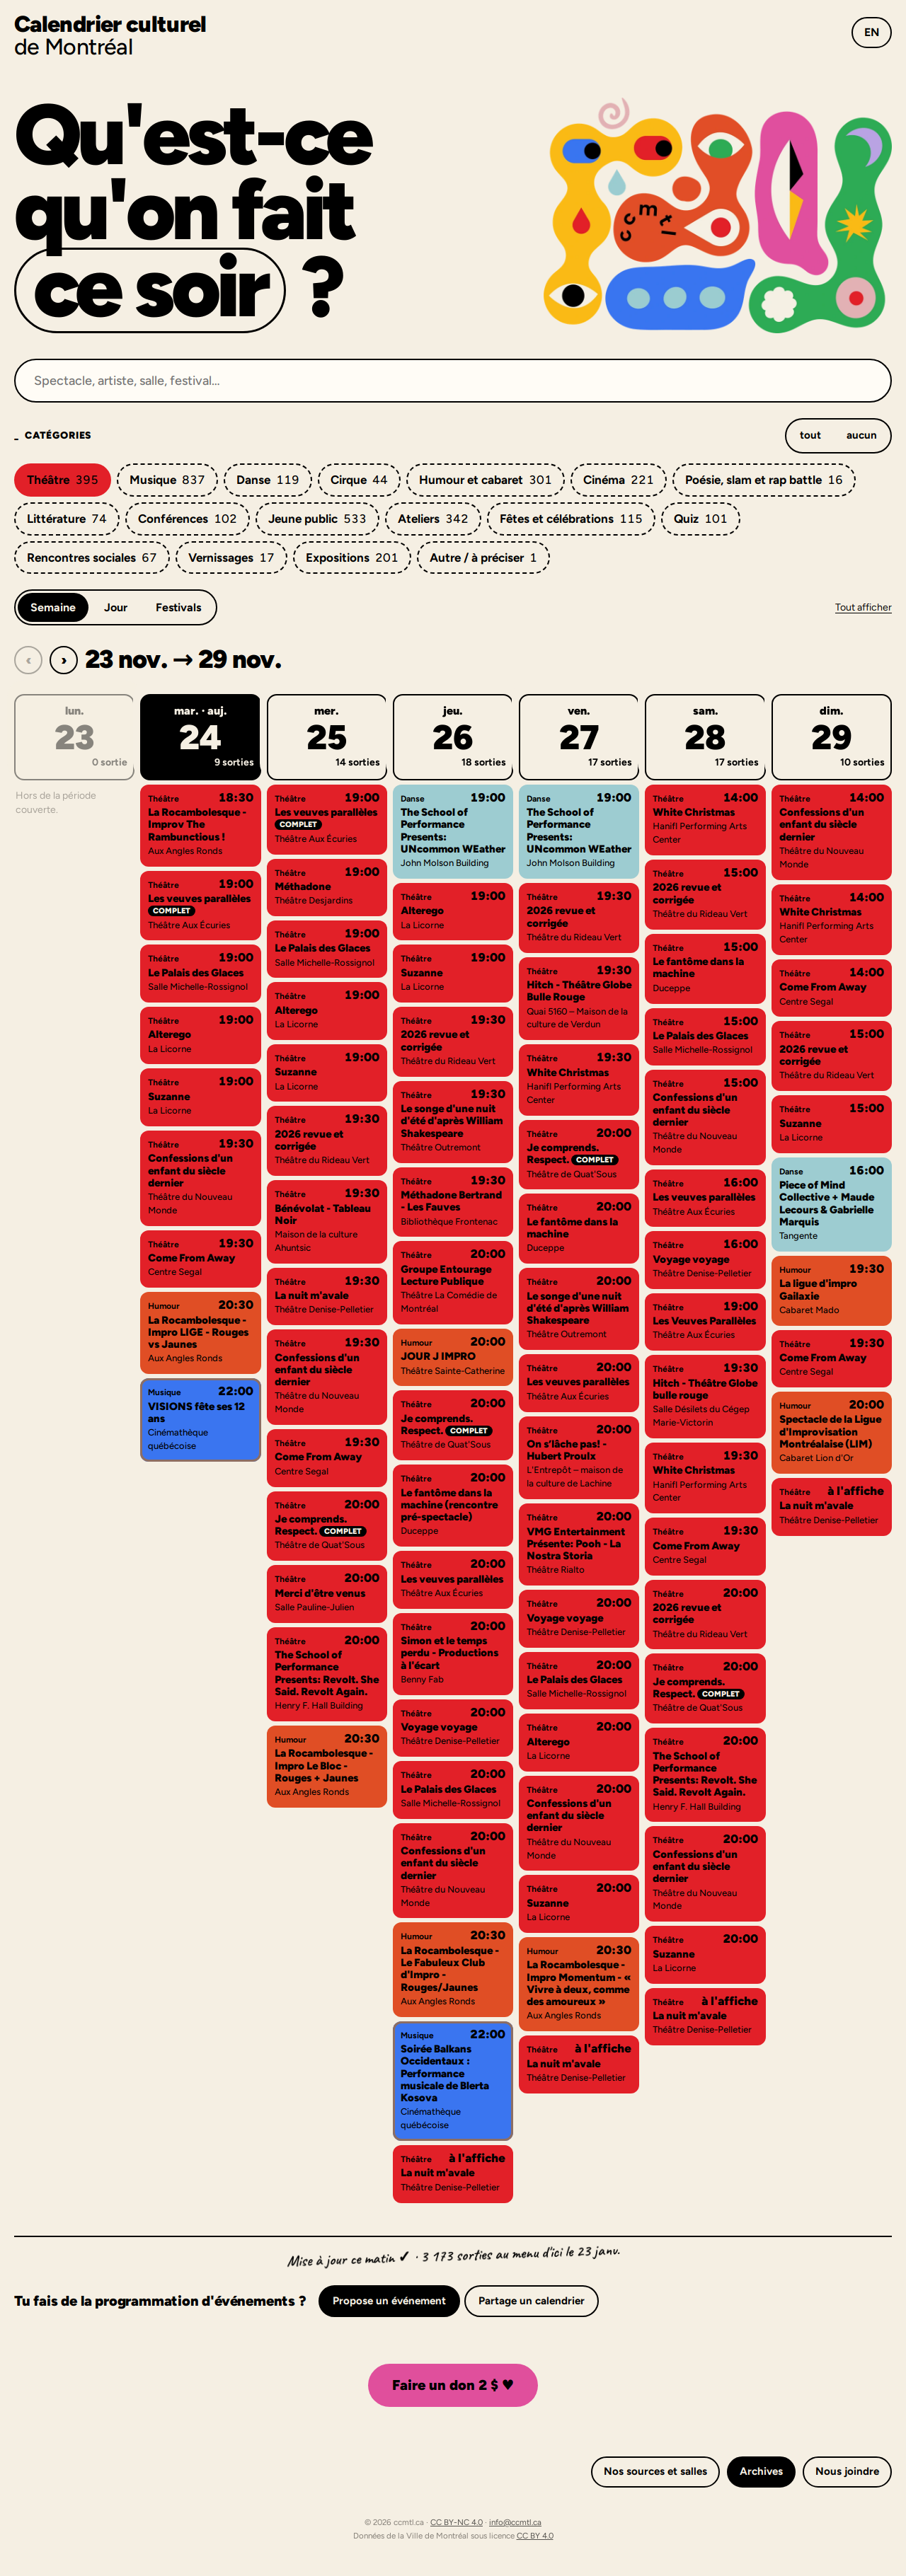 Calendrier culturel
de Montréal
EN
Qu'est-ce
qu'on fait
ce soir ?
ccmtl
Spectacle, artiste, salle, festival...
CATÉGORIES
tout aucun
Théâtre 395 Musique 837 Danse 119 Cirque 44 Humour et cabaret 301 Cinéma 221 Poésie, slam et rap battle 16
Littérature 74 Conférences 102 Jeune public 533 Ateliers 342 Fêtes et célébrations 115 Quiz 101
Rencontres sociales 67 Vernissages 17 Expositions 201 Autre / à préciser 1
Semaine Jour Festivals
Tout afficher
‹ › 23 nov. → 29 nov.
lun.
23
0 sortie
Hors de la période
couverte.
mar. · auj.
24
9 sorties
Théâtre 18:30
La Rocambolesque -
Improv The
Rambunctious !
Aux Angles Ronds
Théâtre 19:00
Les veuves parallèles
COMPLET
Théâtre Aux Écuries
Théâtre 19:00
Le Palais des Glaces
Salle Michelle-Rossignol
Théâtre 19:00
Alterego
La Licorne
Théâtre 19:00
Suzanne
La Licorne
Théâtre 19:30
Confessions d'un
enfant du siècle
dernier
Théâtre du Nouveau
Monde
Théâtre 19:30
Come From Away
Centre Segal
Humour 20:30
La Rocambolesque -
Impro LIGE - Rouges
vs Jaunes
Aux Angles Ronds
Musique 22:00
VISIONS fête ses 12
ans
Cinémathèque
québécoise
mer.
25
14 sorties
Théâtre 19:00
Les veuves parallèles
COMPLET
Théâtre Aux Écuries
Théâtre 19:00
Méthadone
Théâtre Desjardins
Théâtre 19:00
Le Palais des Glaces
Salle Michelle-Rossignol
Théâtre 19:00
Alterego
La Licorne
Théâtre 19:00
Suzanne
La Licorne
Théâtre 19:30
2026 revue et
corrigée
Théâtre du Rideau Vert
Théâtre 19:30
Bénévolat - Tableau
Noir
Maison de la culture
Ahuntsic
Théâtre 19:30
La nuit m'avale
Théâtre Denise-Pelletier
Théâtre 19:30
Confessions d'un
enfant du siècle
dernier
Théâtre du Nouveau
Monde
Théâtre 19:30
Come From Away
Centre Segal
Théâtre 20:00
Je comprends.
Respect. COMPLET
Théâtre de Quat'Sous
Théâtre 20:00
Merci d'être venus
Salle Pauline-Julien
Théâtre 20:00
The School of
Performance
Presents: Revolt. She
Said. Revolt Again.
Henry F. Hall Building
Humour 20:30
La Rocambolesque -
Impro Le Bloc -
Rouges + Jaunes
Aux Angles Ronds
jeu.
26
18 sorties
Danse 19:00
The School of
Performance
Presents:
UNcommon WEather
John Molson Building
Théâtre 19:00
Alterego
La Licorne
Théâtre 19:00
Suzanne
La Licorne
Théâtre 19:30
2026 revue et
corrigée
Théâtre du Rideau Vert
Théâtre 19:30
Le songe d'une nuit
d'été d'après William
Shakespeare
Théâtre Outremont
Théâtre 19:30
Méthadone Bertrand
- Les Fauves
Bibliothèque Frontenac
Théâtre 20:00
Groupe Entourage
Lecture Publique
Théâtre La Comédie de
Montréal
Humour 20:00
JOUR J IMPRO
Théâtre Sainte-Catherine
Théâtre 20:00
Je comprends.
Respect. COMPLET
Théâtre de Quat'Sous
Théâtre 20:00
Le fantôme dans la
machine (rencontre
pré-spectacle)
Duceppe
Théâtre 20:00
Les veuves parallèles
Théâtre Aux Écuries
Théâtre 20:00
Simon et le temps
perdu - Productions
à l'écart
Benny Fab
Théâtre 20:00
Voyage voyage
Théâtre Denise-Pelletier
Théâtre 20:00
Le Palais des Glaces
Salle Michelle-Rossignol
Théâtre 20:00
Confessions d'un
enfant du siècle
dernier
Théâtre du Nouveau
Monde
Humour 20:30
La Rocambolesque -
Le Fabuleux Club
d'Impro -
Rouges/Jaunes
Aux Angles Ronds
Musique 22:00
Soirée Balkans
Occidentaux :
Performance
musicale de Blerta
Kosova
Cinémathèque
québécoise
Théâtre à l'affiche
La nuit m'avale
Théâtre Denise-Pelletier
ven.
27
17 sorties
Danse 19:00
The School of
Performance
Presents:
UNcommon WEather
John Molson Building
Théâtre 19:30
2026 revue et
corrigée
Théâtre du Rideau Vert
Théâtre 19:30
Hitch - Théâtre Globe
Bulle Rouge
Quai 5160 – Maison de la
culture de Verdun
Théâtre 19:30
White Christmas
Hanifl Performing Arts
Center
Théâtre 20:00
Je comprends.
Respect. COMPLET
Théâtre de Quat'Sous
Théâtre 20:00
Le fantôme dans la
machine
Duceppe
Théâtre 20:00
Le songe d'une nuit
d'été d'après William
Shakespeare
Théâtre Outremont
Théâtre 20:00
Les veuves parallèles
Théâtre Aux Écuries
Théâtre 20:00
On s'lâche pas! -
Hubert Proulx
L'Entrepôt – maison de
la culture de Lachine
Théâtre 20:00
VMG Entertainment
Présente: Pooh - La
Nostra Storia
Théâtre Rialto
Théâtre 20:00
Voyage voyage
Théâtre Denise-Pelletier
Théâtre 20:00
Le Palais des Glaces
Salle Michelle-Rossignol
Théâtre 20:00
Alterego
La Licorne
Théâtre 20:00
Confessions d'un
enfant du siècle
dernier
Théâtre du Nouveau
Monde
Théâtre 20:00
Suzanne
La Licorne
Humour 20:30
La Rocambolesque -
Impro Momentum - «
Vivre à deux, comme
des amoureux »
Aux Angles Ronds
Théâtre à l'affiche
La nuit m'avale
Théâtre Denise-Pelletier
sam.
28
17 sorties
Théâtre 14:00
White Christmas
Hanifl Performing Arts
Center
Théâtre 15:00
2026 revue et
corrigée
Théâtre du Rideau Vert
Théâtre 15:00
Le fantôme dans la
machine
Duceppe
Théâtre 15:00
Le Palais des Glaces
Salle Michelle-Rossignol
Théâtre 15:00
Confessions d'un
enfant du siècle
dernier
Théâtre du Nouveau
Monde
Théâtre 16:00
Les veuves parallèles
Théâtre Aux Écuries
Théâtre 16:00
Voyage voyage
Théâtre Denise-Pelletier
Théâtre 19:00
Les Veuves Parallèles
Théâtre Aux Écuries
Théâtre 19:30
Hitch - Théâtre Globe
bulle rouge
Salle Désilets du Cégep
Marie-Victorin
Théâtre 19:30
White Christmas
Hanifl Performing Arts
Center
Théâtre 19:30
Come From Away
Centre Segal
Théâtre 20:00
2026 revue et
corrigée
Théâtre du Rideau Vert
Théâtre 20:00
Je comprends.
Respect. COMPLET
Théâtre de Quat'Sous
Théâtre 20:00
The School of
Performance
Presents: Revolt. She
Said. Revolt Again.
Henry F. Hall Building
Théâtre 20:00
Confessions d'un
enfant du siècle
dernier
Théâtre du Nouveau
Monde
Théâtre 20:00
Suzanne
La Licorne
Théâtre à l'affiche
La nuit m'avale
Théâtre Denise-Pelletier
dim.
29
10 sorties
Théâtre 14:00
Confessions d'un
enfant du siècle
dernier
Théâtre du Nouveau
Monde
Théâtre 14:00
White Christmas
Hanifl Performing Arts
Center
Théâtre 14:00
Come From Away
Centre Segal
Théâtre 15:00
2026 revue et
corrigée
Théâtre du Rideau Vert
Théâtre 15:00
Suzanne
La Licorne
Danse 16:00
Piece of Mind
Collective + Maude
Lecours & Gabrielle
Marquis
Tangente
Humour 19:30
La ligue d'impro
Gailaxie
Cabaret Mado
Théâtre 19:30
Come From Away
Centre Segal
Humour 20:00
Spectacle de la Ligue
d'Improvisation
Montréalaise (LIM)
Cabaret Lion d'Or
Théâtre à l'affiche
La nuit m'avale
Théâtre Denise-Pelletier
Mise à jour ce matin ✓ · 3 173 sorties au menu d'ici le 23 janv.
Tu fais de la programmation d'événements ? Propose un événement Partage un calendrier
Faire un don 2 $ ♥
Nos sources et salles Archives Nous joindre
© 2026 ccmtl.ca · CC BY-NC 4.0 · info@ccmtl.ca
Données de la Ville de Montréal sous licence CC BY 4.0